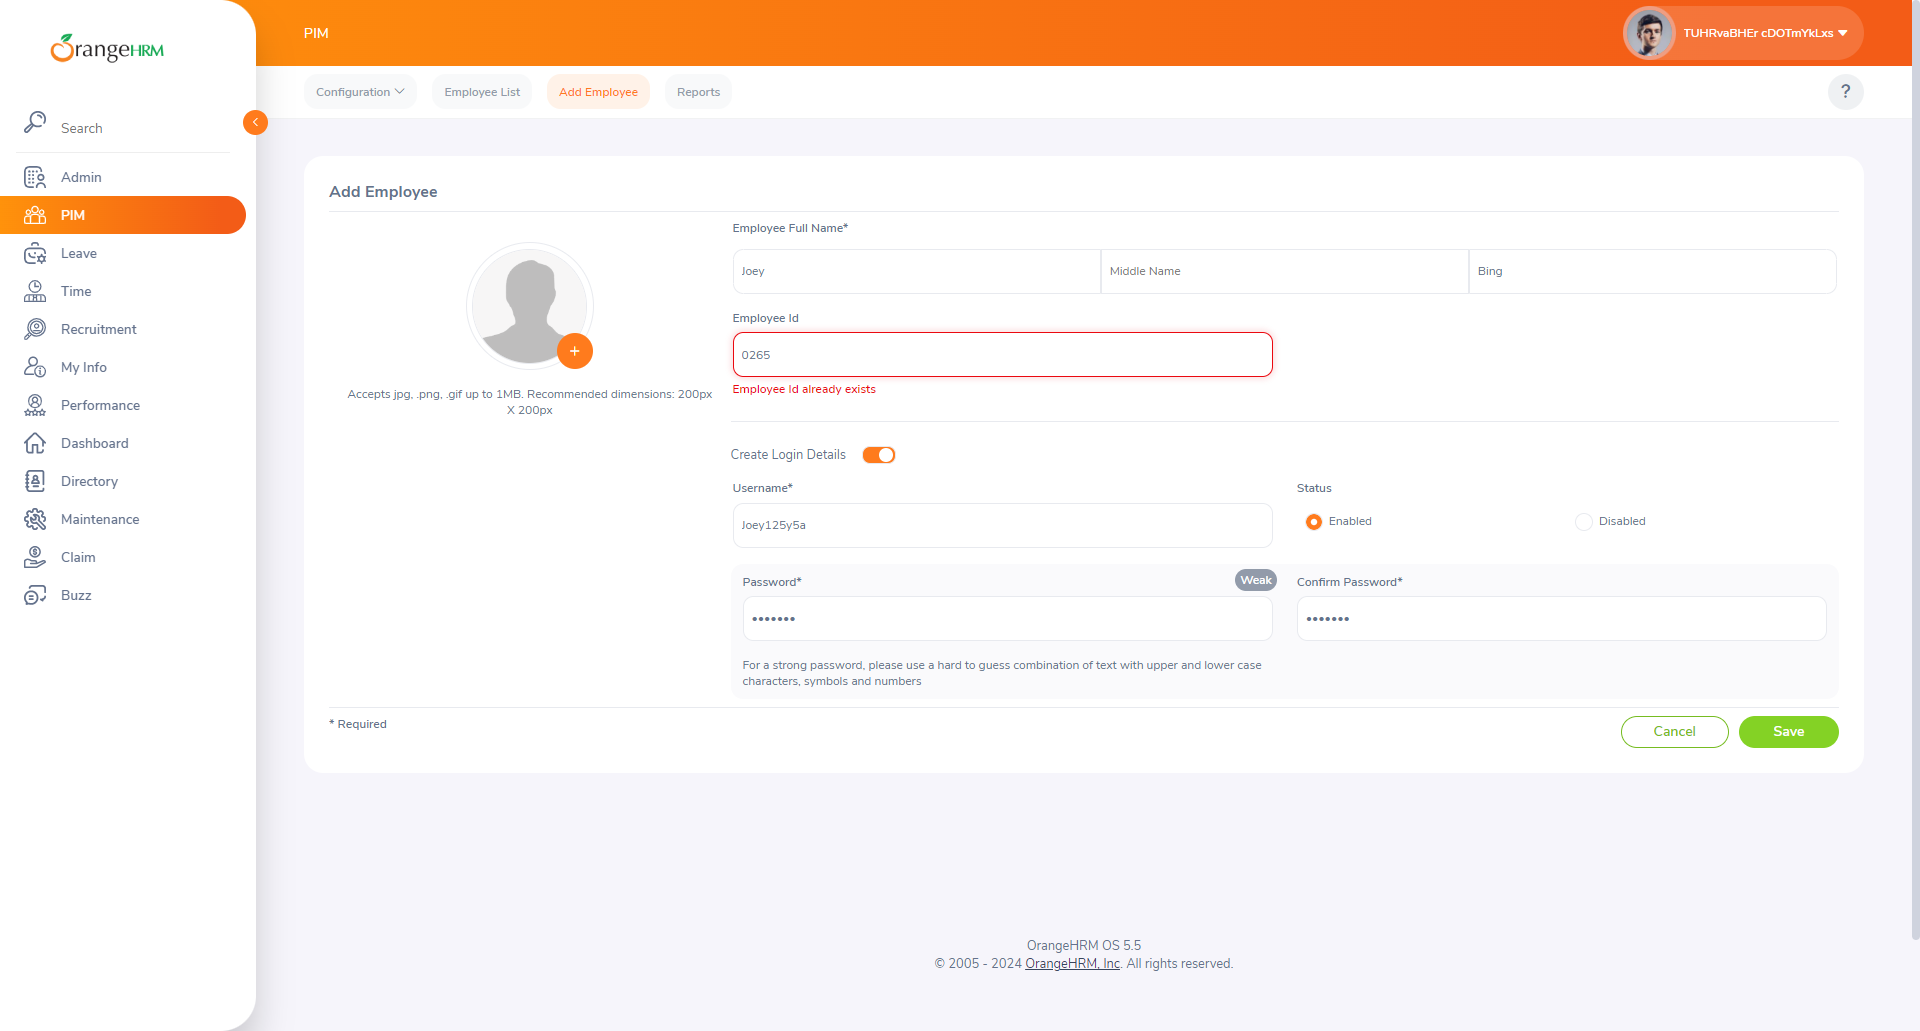 OrangeHRM
PIM
TUHRvaBHEr cDOTmYkLxs
Configuration
Employee List
Add Employee
Reports
?
Search
Admin
PIM
Leave
Time
Recruitment
My Info
Performance
Dashboard
Directory
Maintenance
Claim
Buzz
Add Employee
Accepts jpg, .png, .gif up to 1MB. Recommended dimensions: 200px
X 200px
Employee Full Name*
Joey
Middle Name
Bing
Employee Id
0265
Employee Id already exists
Create Login Details
Username*
Joey125y5a
Status
Enabled
Disabled
Password*
Weak
•••••••
Confirm Password*
•••••••
For a strong password, please use a hard to guess combination of text with upper and lower case
characters, symbols and numbers
* Required
Cancel
Save
OrangeHRM OS 5.5
© 2005 - 2024 OrangeHRM, Inc. All rights reserved.